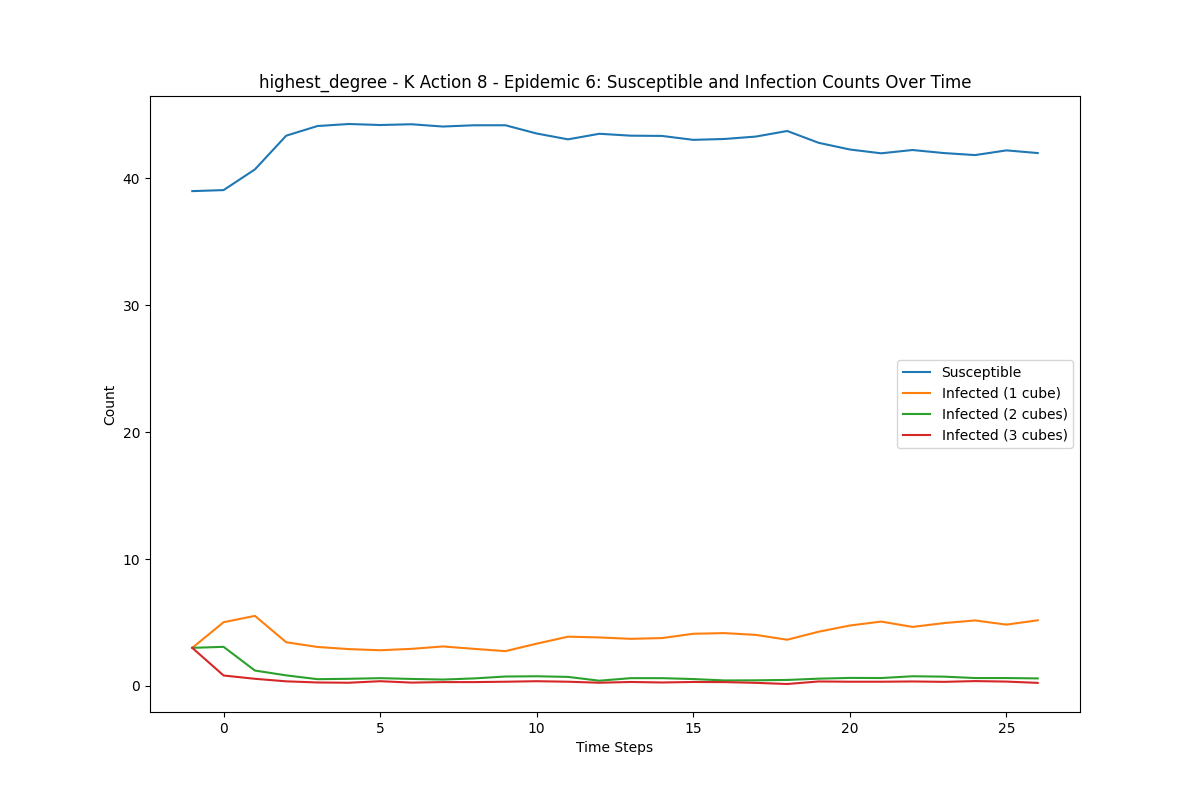 highest_degree - K Action 8 - Epidemic 6: Susceptible and Infection Counts Over Time
Count
40
30
20
10
0
Susceptible
Infected (1 cube)
Infected (2 cubes)
Infected (3 cubes)
0 5 10 15 20 25
Time Steps